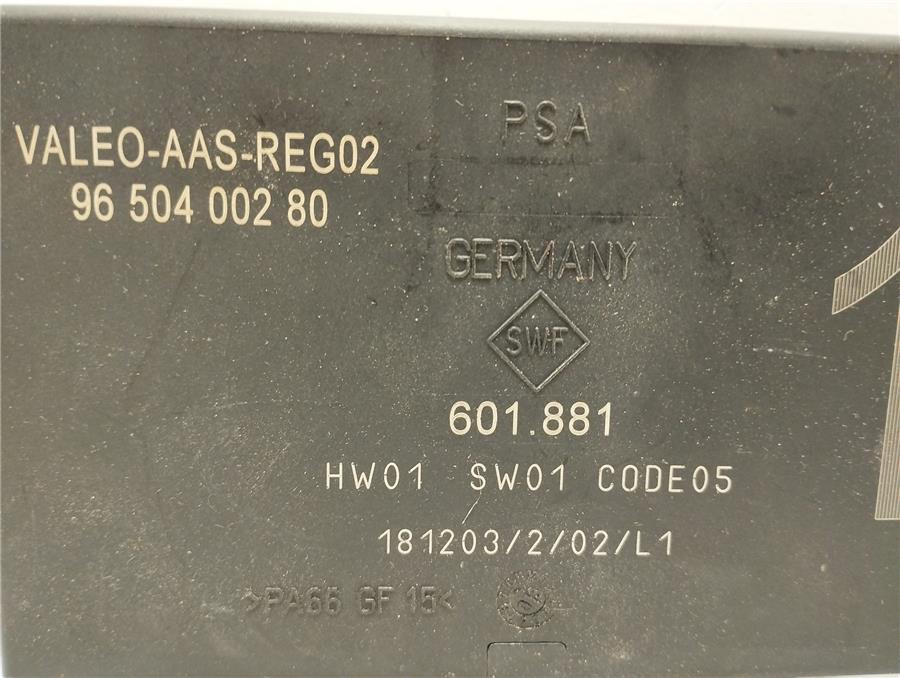 PSA
VALEO-AAS-REG02
96 504 002 80
GERMANY
SWF
601.881
HW01 SW01 CODE05
181203/2/02/L1
>PA66 GF 15<
1